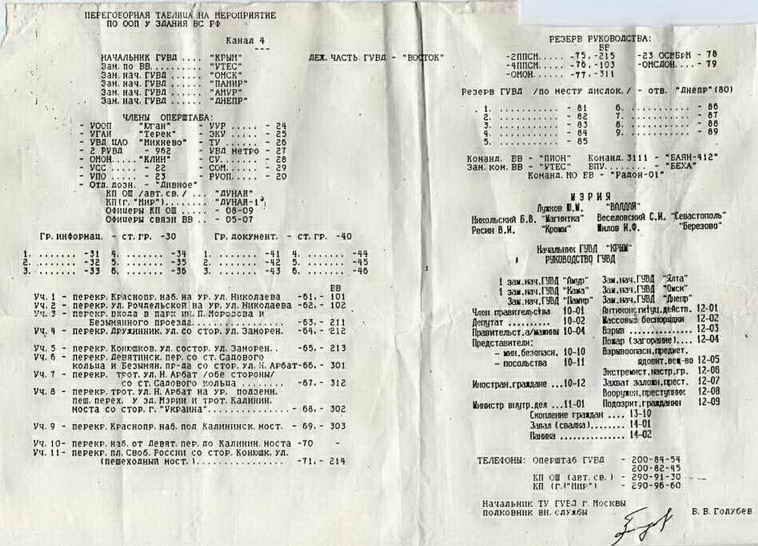 ПЕРЕГОВОРНАЯ ТАБЛИЦА НА МЕРОПРИЯТИЕ
ПО ООП У ЗДАНИЯ ВС РФ
Канал 4
НАЧАЛЬНИК ГУВД .... "КРЫМ" ДЕЖ. ЧАСТЬ ГУВД - "ВОСТОК"
Зам. по ВВ........... "УТЕС"
Зам. нач. ГУВД ..... "ОМСК"
Зам. нач. ГУВД ..... "ПАМИР"
Зам. нач. ГУВД ..... "АМУР"
Зам. нач. ГУВД ..... "ДНЕПР"
ЧЛЕНЫ ОПЕРШТАБА:
- УООП "Курган" - УУР ..... - 24
- УГАИ "Терек" - ЭКУ ..... - 25
- УВД ЦАО "Михнево" - ТУ ...... - 26
- 2 РУВД - 962 - УВД метро - 27
- ОМОН....."КЛИН" - СУ...... - 28
- УСС ..... - 22 - СОМ...... - 29
- УПО ..... - 23 - РУОП..... - 20
- Отд. дозн. - "Дивное"
КП ОШ /авт.св./ ... "ДУНАЙ"
КП(г."Мир")........ "ДУНАЙ-1"
Офицеры КП ОШ ..... - 08-09
Офицеры связи ВВ .. - 05-07
Гр. информац. - ст.гр. -30 Гр. документ. - ст.гр. -40
1. ....... -31 4. ....... -34 1. ....... -41 4. ....... -44
2. ....... -32 5. ....... -35 2. ....... -42 5. ....... -45
3. ....... -33 6. ....... -36 3. ....... -43 6. ....... -46
ВВ
Уч. 1 - перекр. Краснопр. наб. на ур. ул. Николаева -61.- 101
Уч. 2 - перекр. ул. Рочдельской на ур. ул. Николаева -62.- 102
Уч. 3 - перекр. входа в парк им. П. Морозова и
Безымянного проезда............... -63.- 211
Уч. 4 - перекр. Дружинник. ул. со стор. ул. Заморен. -64.- 212
Уч. 5 - перекр. Конюшков. ул. со стор. ул. Заморен.. -65.- 213
Уч. 6 - перекр. Девятинск. пер. со ст. Садового
кольца и Безымян. пр-да со стор. ул. Н. Арбат-66.- 301
Уч. 7 - перекр. трот. ул. Н. Арбат /обе стороны/
со ст. Садового кольца ........ -67.- 312
Уч. 8 - перекр. трот. ул. Н. Арбат на ур. подземн.
пеш. перех. у зд. Мэрии и трот. Калинин.
моста со стор. г. "Украина"........... - 68.- 302
Уч. 9 - перекр. Краснопр. наб. под Калининск. мост. -69.- 303
Уч. 10- перекр. наб. от Девят. пер. до Калинин. моста -70 -
Уч. 11- перекр. пл. Своб. России со стор. Конюшк. ул.
(пешеходный мост.)................ -71.- 214
РЕЗЕРВ РУКОВОДСТВА:
ВВ
-2ППСМ.... -75.-215 -23 ОСМБрМ - 78
-4ППСМ.... -76.-103 -ОМСДОН.... - 79
-ОМОН..... -77.-311
Резерв ГУВД /по месту дислок./ - отв. "Днепр"(80)
1. ........... - 81 6. ........... - 86
2. ........... - 82 7. ........... - 87
3. ........... - 83 8. ........... - 88
4. ........... - 84 9. ........... - 89
5. ........... - 85
Команд. ВВ - "ПИОН" Команд. 3111 - "БАЯН-412"
Зам. ком. ВВ - "УТЕС" ВПУ......... - "ВЕХА"
Команд. МО ВВ - "Радон-01"
МЭРИЯ
Лужков Ю.М. "ВАЛДАЙ"
Никольский Б.В. "Магнитка" Веселовский С.И. "Севастополь"
Ресин В.И. "Кромы" Жилов И.Ф. "Березово"
Начальник ГУВД "КРЫМ"
РУКОВОДСТВО ГУВД
1 зам.нач.ГУВД "Амур" Зам.нач.ГУВД "Ялта"
1 зам.нач.ГУВД "Кама" Зам.нач.ГУВД "Омск"
Зам.нач.ГУВД "Памир" Зам.нач.ГУВД "Днепр"
Член правительства 10-01 Антиконституц.действ. 12-01
Депутат .......... 10-02 Массовые беспорядки 12-02
Правительст.а/машины 10-04 Взрыв .............. 12-03
Представители: Пожар (загорание).... 12-04
- мин.безопасн. 10-10 Взрывоопасн.предмет,
- посольства 10-11 ядовит.вещ-во 12-05
Экстремист.настр.гр. 12-06
Иностран.граждане ...10-12 Захват залож.,прест. 12-07
Вооружен.преступник 12-08
Министр внутр.дел ...11-01 Подозрит.гражданин 12-09
Скопление граждан .... 13-10
Завал (свалка)........ 14-01
Паника ............... 14-02
ТЕЛЕФОНЫ: Оперштаб ГУВД - 200-84-54
200-82-45
КП ОШ (авт.св.) - 290-91-30
КП (г."Мир") - 290-96-60
Начальник ТУ ГУВД г. Москвы
полковник вн. службы В.В. Голубев